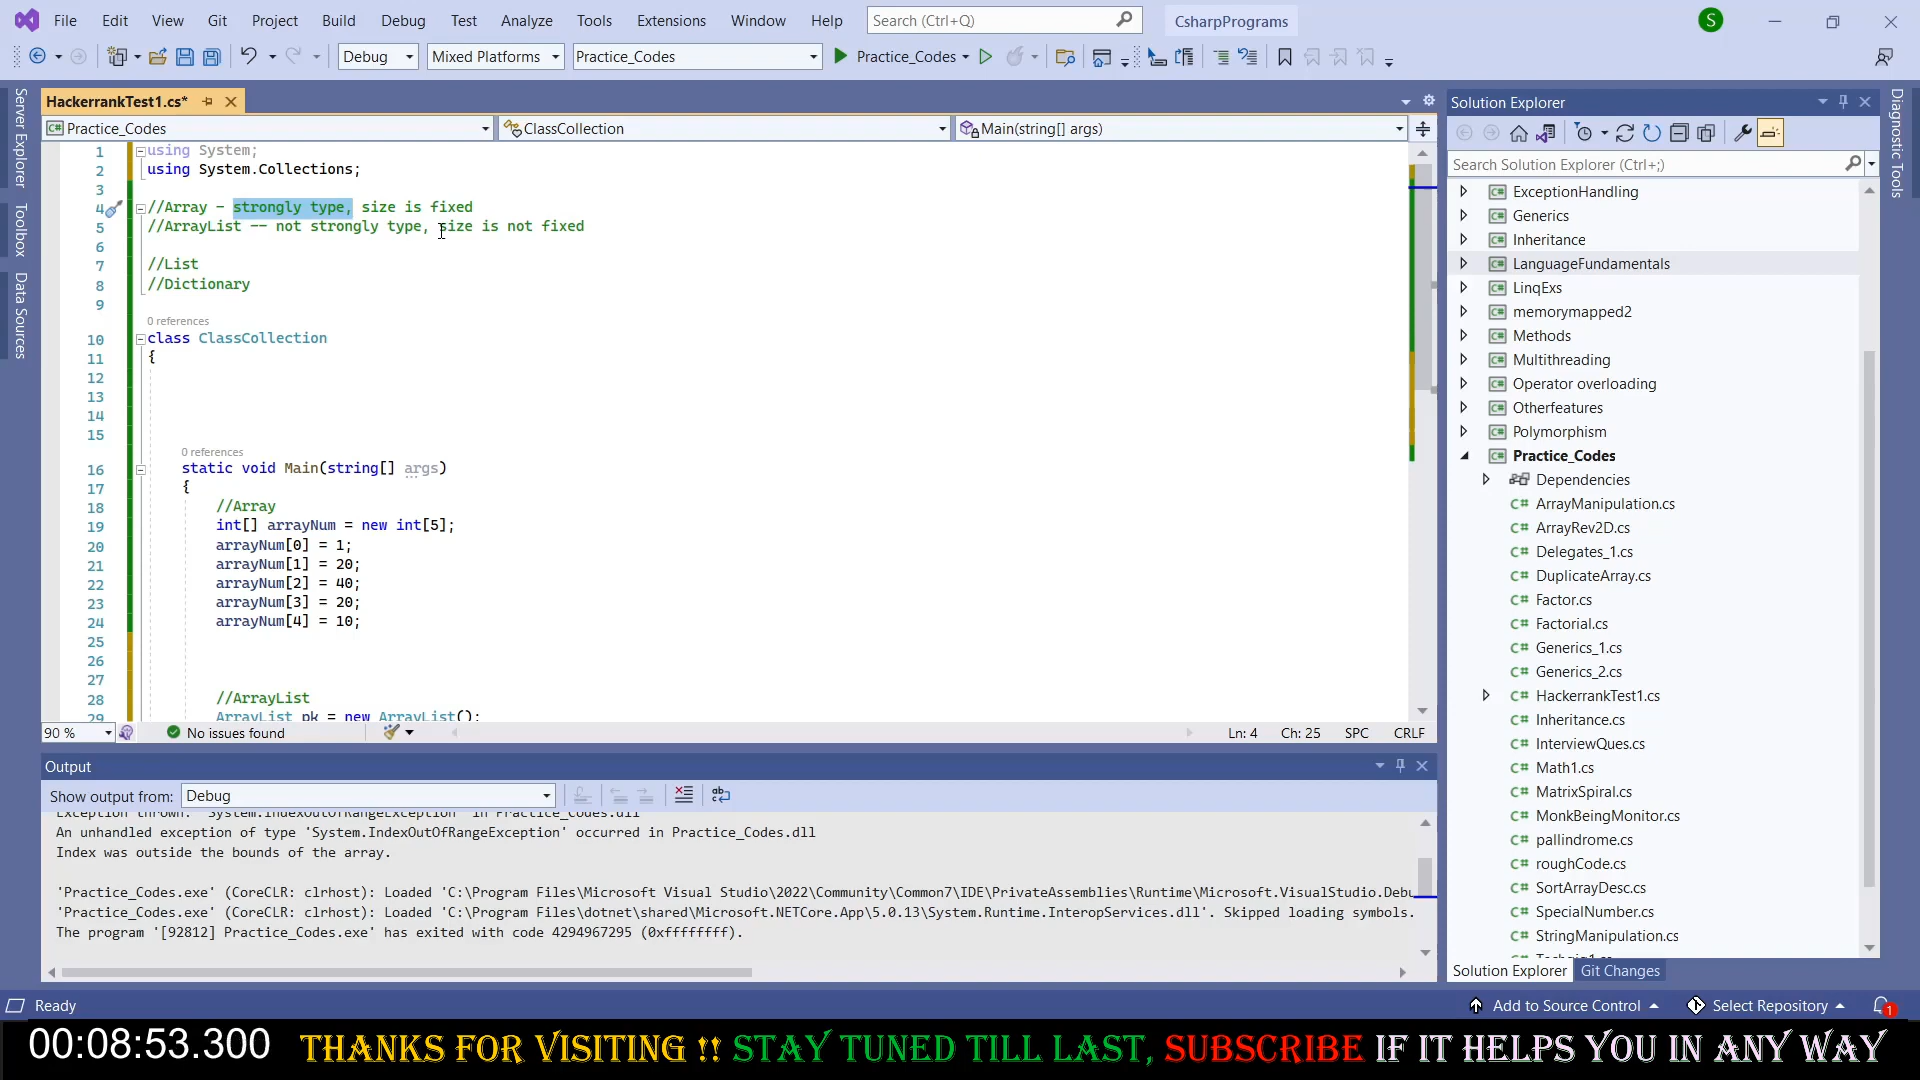 File Edit View Git Project Build Debug Test Analyze Tools Extensions Window Help Search (Ctrl+Q) CsharpPrograms S
Debug Mixed Platforms Practice_Codes Practice_Codes
HackerrankTest1.cs*
Practice_Codes ClassCollection Main(string[] args)
1 using System;
2 using System.Collections;
3
4 //Array - strongly type, size is fixed
5 //ArrayList -- not strongly type, size is not fixed
6
7 //List
8 //Dictionary
9
0 references
10 class ClassCollection
11 {
12
13
14
15
0 references
16 static void Main(string[] args)
17 {
18 //Array
19 int[] arrayNum = new int[5];
20 arrayNum[0] = 1;
21 arrayNum[1] = 20;
22 arrayNum[2] = 40;
23 arrayNum[3] = 20;
24 arrayNum[4] = 10;
25
26
27
28 //ArrayList
29 ArrayList pk = new ArrayList();
90 % No issues found Ln: 4 Ch: 25 SPC CRLF
Output
Show output from: Debug
Exception thrown: 'System.IndexOutOfRangeException' in Practice_Codes.dll
An unhandled exception of type 'System.IndexOutOfRangeException' occurred in Practice_Codes.dll
Index was outside the bounds of the array.
'Practice_Codes.exe' (CoreCLR: clrhost): Loaded 'C:\Program Files\Microsoft Visual Studio\2022\Community\Common7\IDE\PrivateAssemblies\Runtime\Microsoft.VisualStudio.Debu
'Practice_Codes.exe' (CoreCLR: clrhost): Loaded 'C:\Program Files\dotnet\shared\Microsoft.NETCore.App\5.0.13\System.Runtime.InteropServices.dll'. Skipped loading symbols.
The program '[92812] Practice_Codes.exe' has exited with code 4294967295 (0xffffffff).
Server Explorer
Toolbox
Data Sources
Solution Explorer
Search Solution Explorer (Ctrl+;)
C# ExceptionHandling
C# Generics
C# Inheritance
C# LanguageFundamentals
C# LinqExs
C# memorymapped2
C# Methods
C# Multithreading
C# Operator overloading
C# Otherfeatures
C# Polymorphism
C# Practice_Codes
Dependencies
C# ArrayManipulation.cs
C# ArrayRev2D.cs
C# Delegates_1.cs
C# DuplicateArray.cs
C# Factor.cs
C# Factorial.cs
C# Generics_1.cs
C# Generics_2.cs
C# HackerrankTest1.cs
C# Inheritance.cs
C# InterviewQues.cs
C# Math1.cs
C# MatrixSpiral.cs
C# MonkBeingMonitor.cs
C# pallindrome.cs
C# roughCode.cs
C# SortArrayDesc.cs
C# SpecialNumber.cs
C# StringManipulation.cs
Solution Explorer Git Changes
Diagnostic Tools
Ready Add to Source Control Select Repository 1
00:08:53.300 THANKS FOR VISITING !! STAY TUNED TILL LAST, SUBSCRIBE IF IT HELPS YOU IN ANY WAY